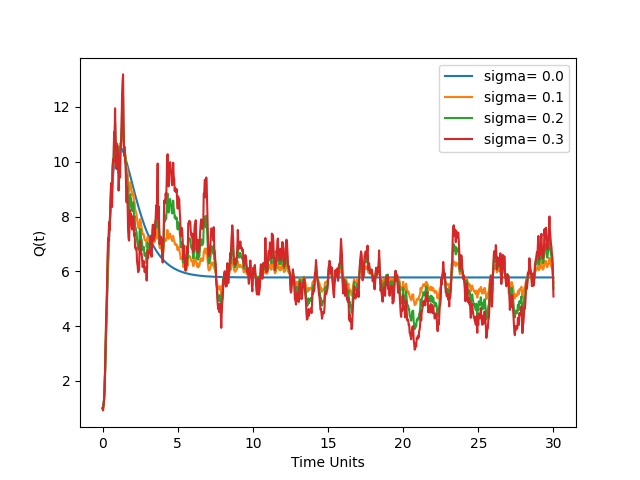 sigma= 0.0
sigma= 0.1
sigma= 0.2
sigma= 0.3
12
10
8
6
4
2
Q(t)
0 5 10 15 20 25 30
Time Units